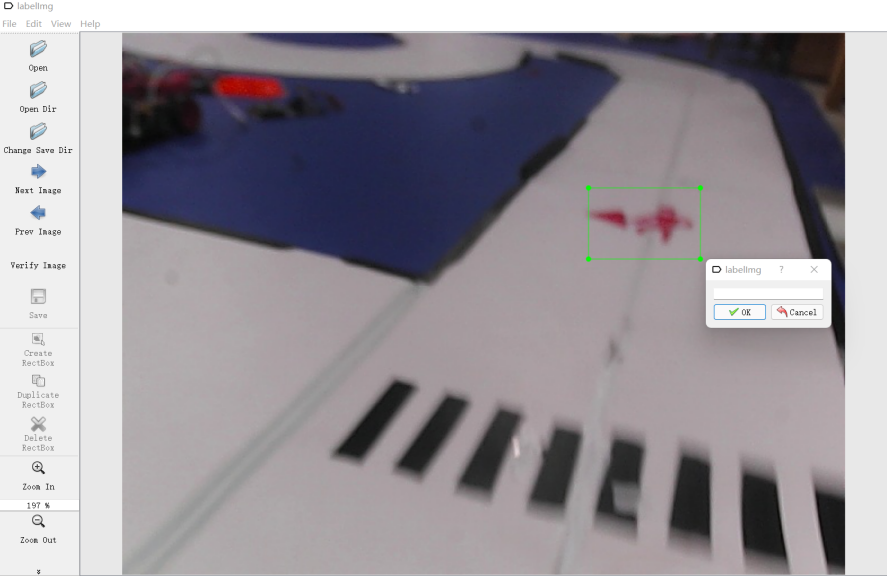 labelImg
File Edit View Help
Open
Open Dir
Change Save Dir
Next Image
Prev Image
Verify Image
Save
Create
RectBox
Duplicate
RectBox
Delete
RectBox
Zoom In
197 %
Zoom Out
labelImg ?
OK Cancel